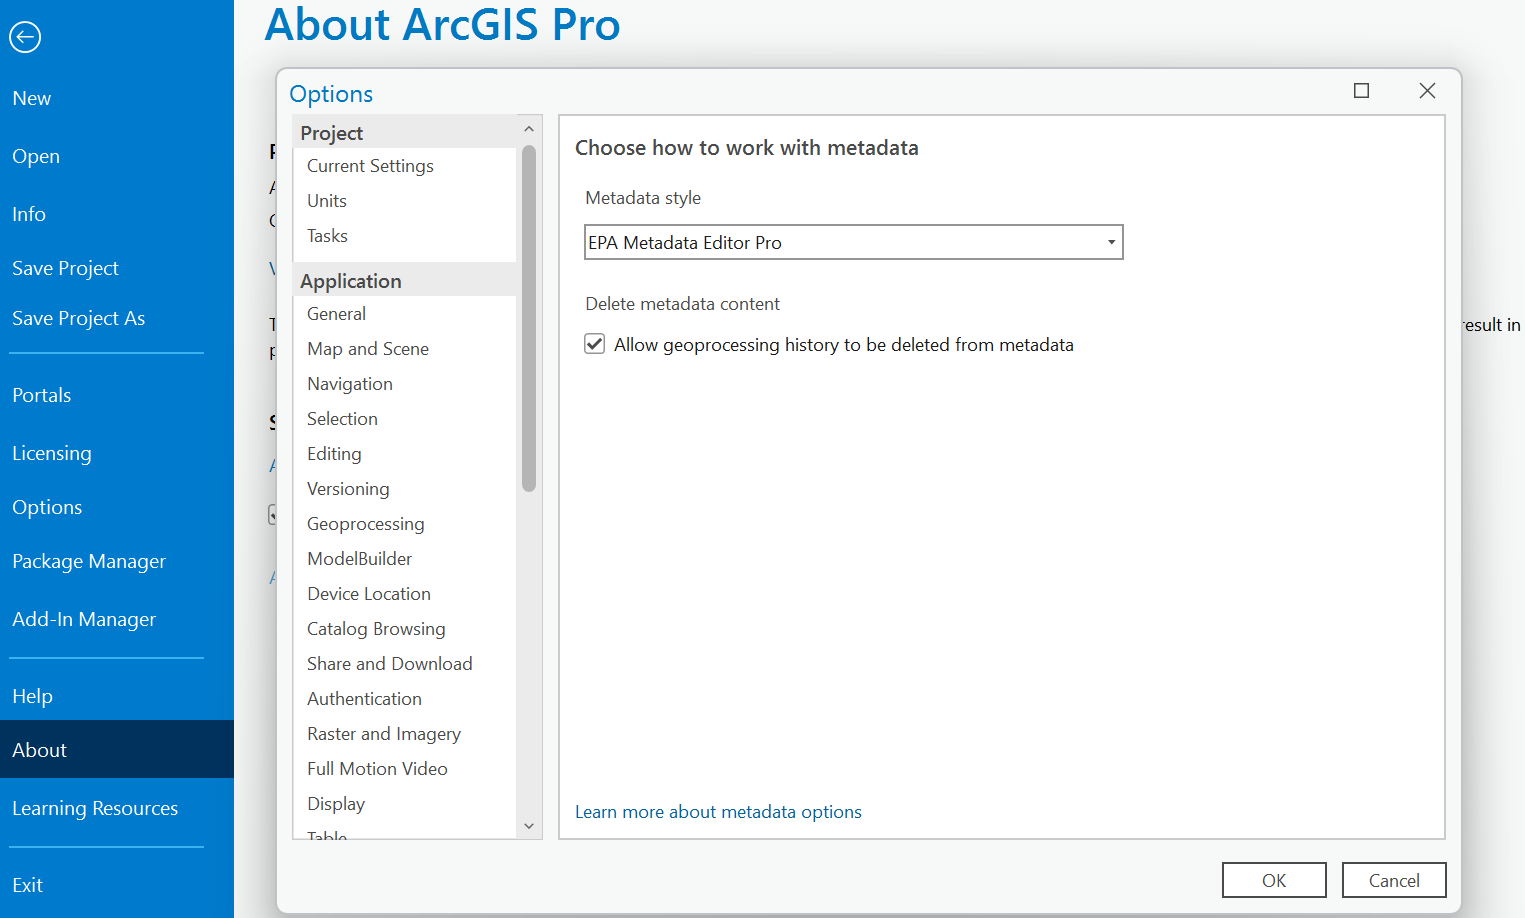 About ArcGIS Pro
New
Open
Info
Save Project
Save Project As
Portals
Licensing
Options
Package Manager
Add-In Manager
Help
About
Learning Resources
Exit
Options
Project
Current Settings
Units
Tasks
Application
General
Map and Scene
Navigation
Selection
Editing
Versioning
Geoprocessing
ModelBuilder
Device Location
Catalog Browsing
Share and Download
Authentication
Raster and Imagery
Full Motion Video
Display
Table
Choose how to work with metadata
Metadata style
EPA Metadata Editor Pro
Delete metadata content
Allow geoprocessing history to be deleted from metadata
Learn more about metadata options
OK
Cancel
result in